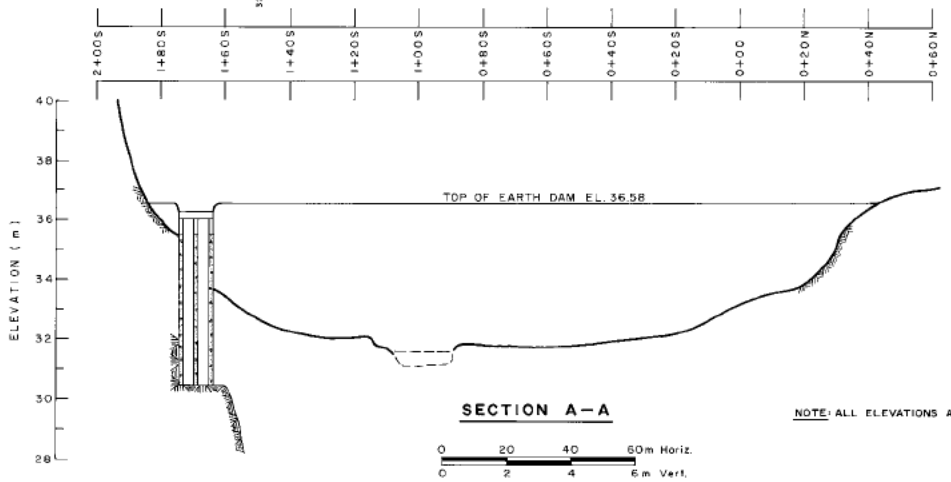 2+00S 1+80S 1+60S 1+40S 1+20S 1+00S 0+80S 0+60S 0+40S 0+20S 0+00 0+20N 0+40N 0+60N
40
38
TOP OF EARTH DAM EL. 36.58
36
ELEVATION (m)
34
32
30
SECTION A-A
NOTE: ALL ELEVATIONS A
0 20 40 60m Horiz.
28
0 2 4 6m Vert.